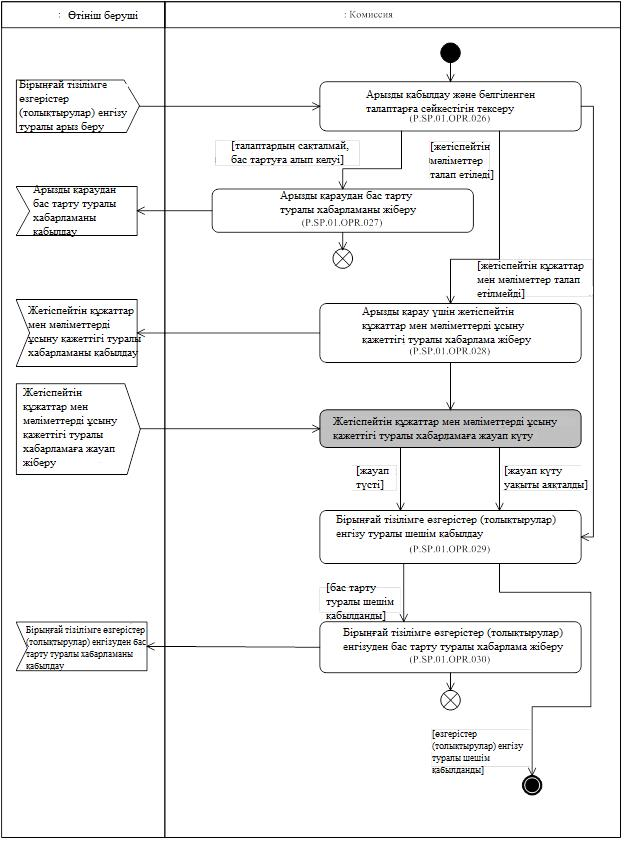 : Өтініш беруші
: Комиссия
Бірыңғай тізілімге
өзгерістер
(толықтырулар) енгізу
туралы арыз беру
Арызды қабылдау және белгіленген
талаптарға сәйкестігін тексеру
(P.SP.01.OPR.026)
[талаптардың сақталмай,
бас тартуға алып келуі]
[жетіспейтін
мәліметтер
талап етіледі]
Арызды қараудан
бас тарту туралы
хабарламаны
қабылдау
Арызды қараудан бас тарту
туралы хабарламаны жіберу
(P.SP.01.OPR.027)
[жетіспейтін құжаттар
мен мәліметтер талап
етілмейді]
Жетіспейтін құжаттар
мен мәліметтерді
ұсыну қажеттігі туралы
хабарламаны қабылдау
Арызды қарау үшін жетіспейтін
құжаттар мен мәліметтерді ұсыну
қажеттігі туралы хабарлама жіберу
(P.SP.01.OPR.028)
Жетіспейтін
құжаттар мен
мәліметтерді ұсыну
қажеттігі туралы
хабарламаға жауап
жіберу
Жетіспейтін құжаттар мен мәліметтерді ұсыну
қажеттігі туралы хабарламаға жауап күту
[жауап
түсті]
[жауап күту
уақыты аяқталды]
Бірыңғай тізілімге өзгерістер (толықтырулар)
енгізу туралы шешім қабылдау
(P.SP.01.OPR.029)
[бас тарту
туралы шешім
қабылданды]
Бірыңғай тізілімге өзгерістер
(толықтырулар) енгізуден бас
тарту туралы хабарламаны
қабылдау
Бірыңғай тізілімге өзгерістер (толықтырулар)
енгізуден бас тарту туралы хабарлама жіберу
(P.SP.01.OPR.030)
[өзгерістер
(толықтырулар) енгізу
туралы шешім
қабылданды]